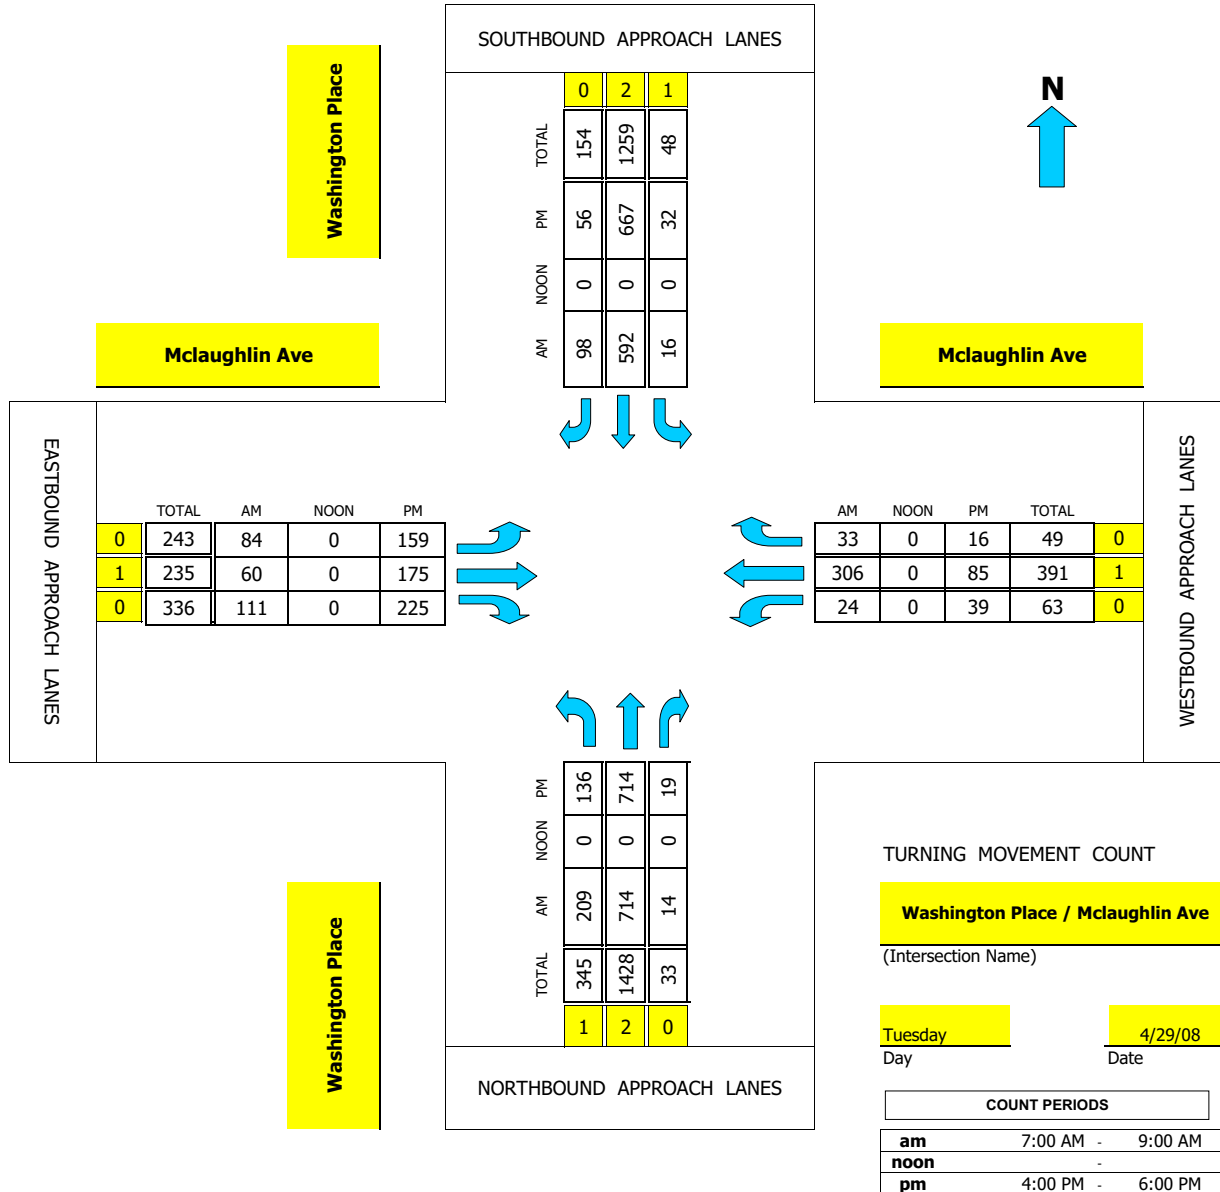 SOUTHBOUND APPROACH LANES
Washington Place
N
0 2 1
TOTAL 154 1259 48
PM 56 667 32
NOON 0 0 0
AM 98 592 16
Mclaughlin Ave
Mclaughlin Ave
EASTBOUND APPROACH LANES
TOTAL AM NOON PM
0 243 84 0 159
1 235 60 0 175
0 336 111 0 225
AM NOON PM TOTAL
33 0 16 49 0
306 0 85 391 1
24 0 39 63 0
WESTBOUND APPROACH LANES
PM 136 714 19
NOON 0 0 0
AM 209 714 14
TOTAL 345 1428 33
1 2 0
NORTHBOUND APPROACH LANES
Washington Place
TURNING MOVEMENT COUNT
Washington Place / Mclaughlin Ave
(Intersection Name)
Tuesday 4/29/08
Day Date
COUNT PERIODS
am 7:00 AM - 9:00 AM
noon -
pm 4:00 PM - 6:00 PM